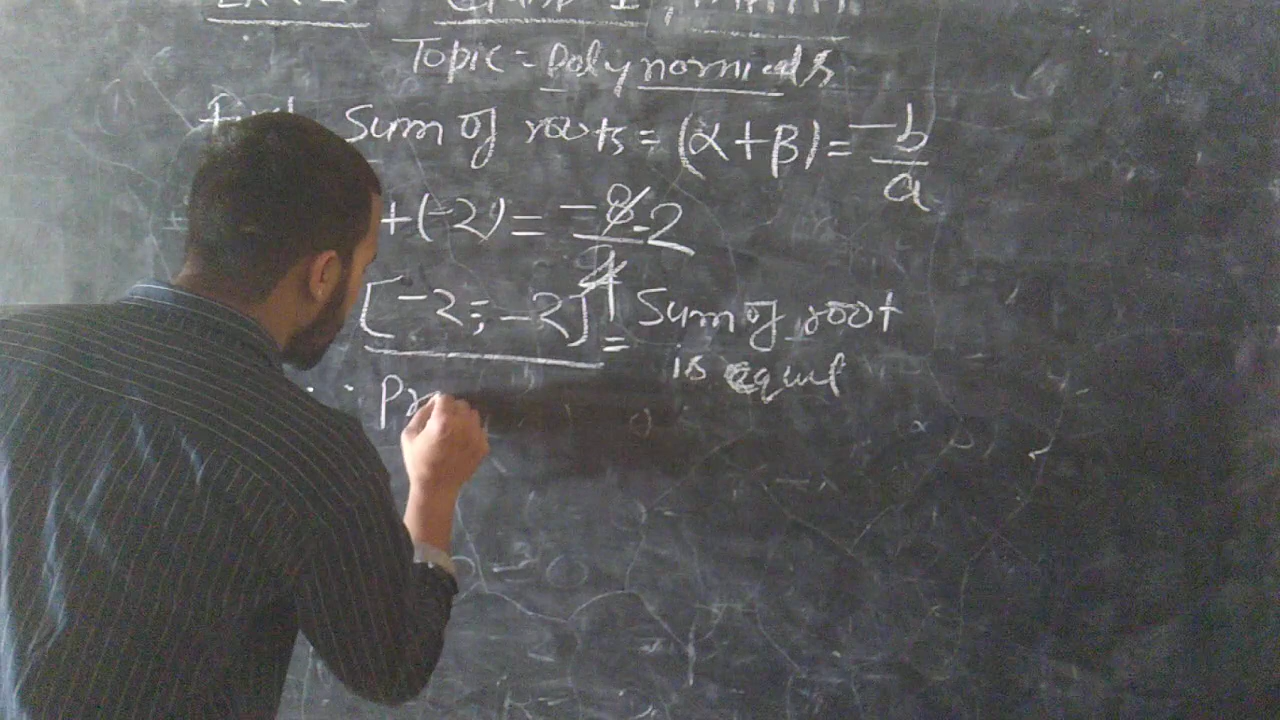 Topic = Polynomials
Sum of roots = (α+β) = -b/a
+(-2) = -8/4 -2
[-2 ; -2] = Sum of root
is equal
∴ Pr